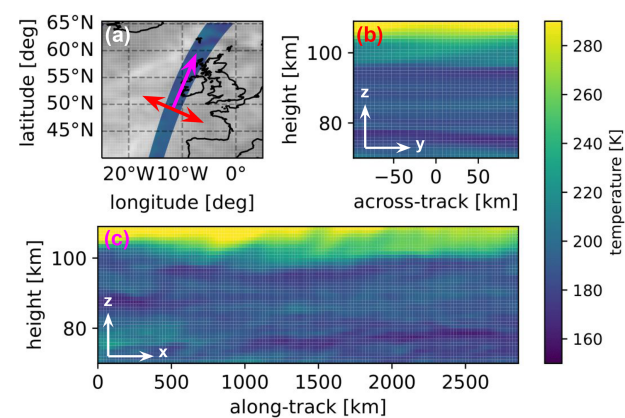 (a)
65°N
60°N
55°N
50°N
45°N
latitude [deg]
20°W 10°W 0°
longitude [deg]
(b)
100
80
height [km]
z
y
−50 0 50
across-track [km]
280
260
240
220
200
180
160
temperature [K]
(c)
100
80
height [km]
z
x
0 500 1000 1500 2000 2500
along-track [km]